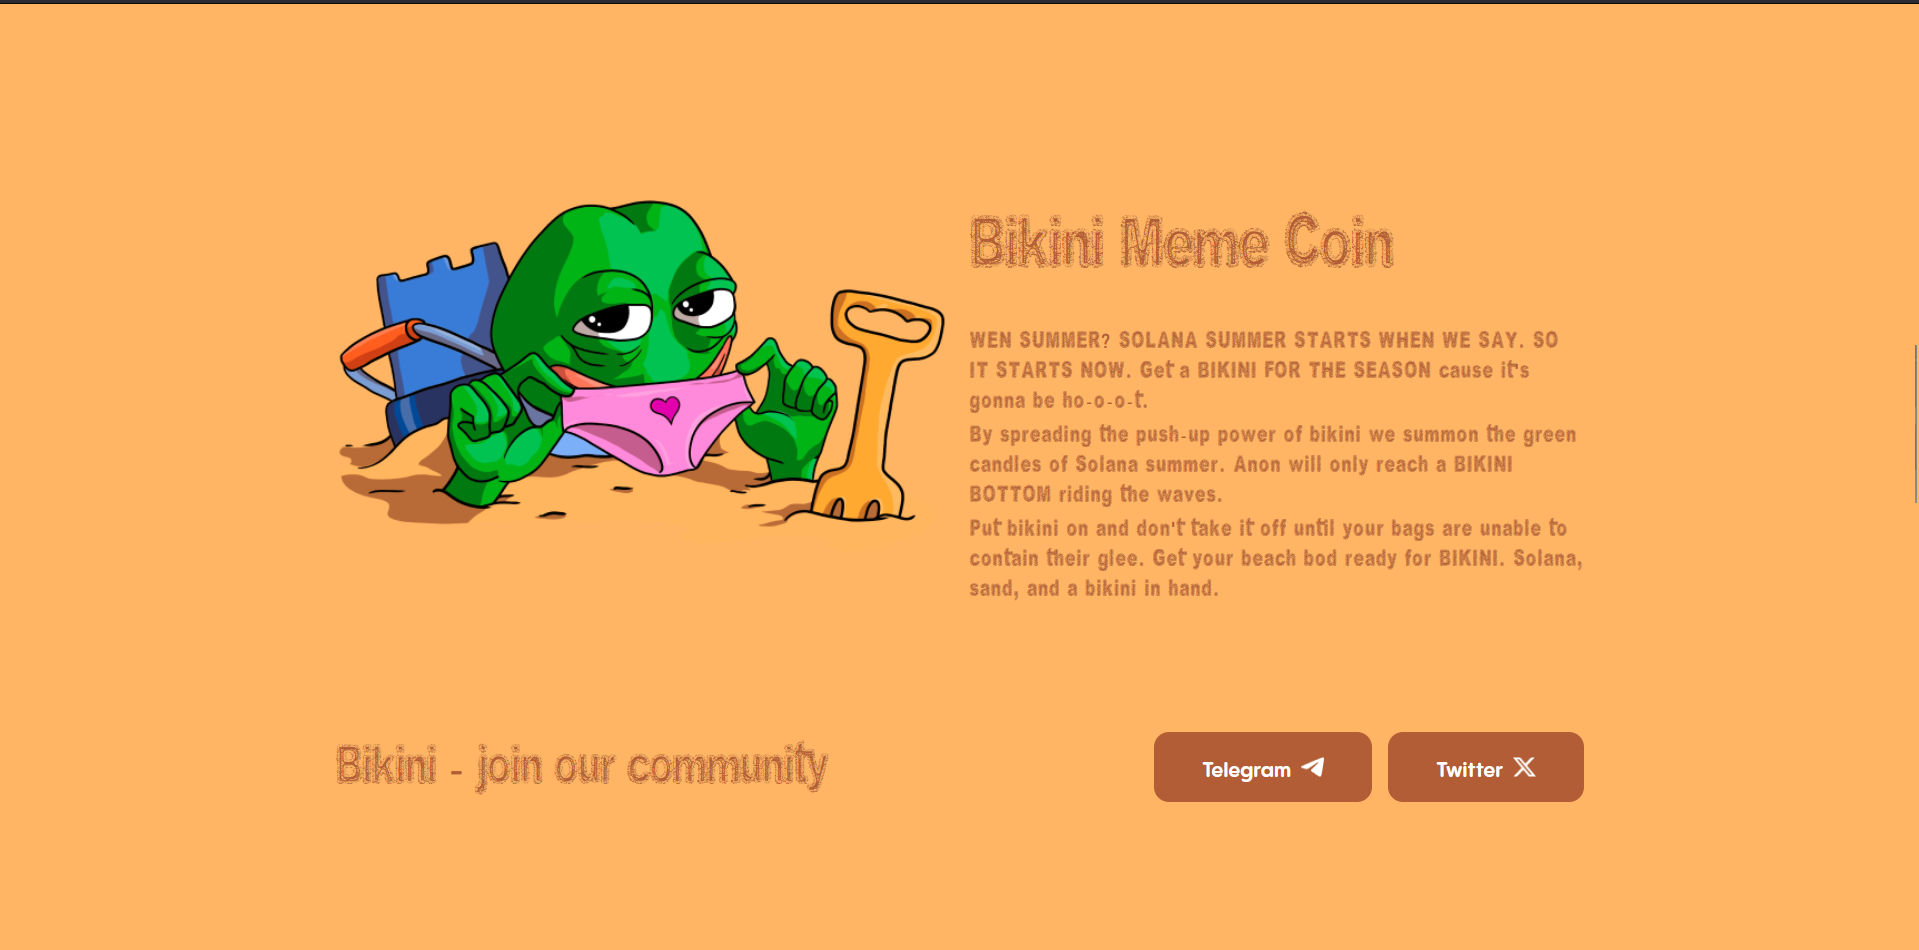 Bikini Meme Coin
WEN SUMMER? SOLANA SUMMER STARTS WHEN WE SAY. SO
IT STARTS NOW. Get a BIKINI FOR THE SEASON cause it's
gonna be ho-o-o-t.
By spreading the push-up power of bikini we summon the green
candles of Solana summer. Anon will only reach a BIKINI
BOTTOM riding the waves.
Put bikini on and don't take it off until your bags are unable to
contain their glee. Get your beach bod ready for BIKINI. Solana,
sand, and a bikini in hand.
Bikini - join our community
Telegram
Twitter